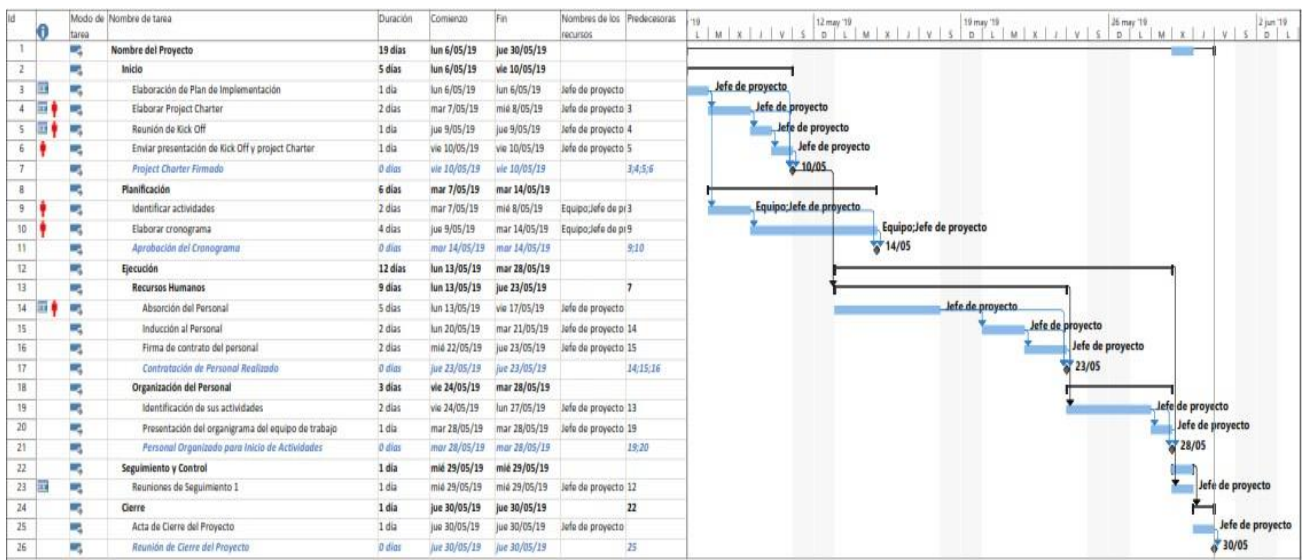 Id Modo de tarea Nombre de tarea Duración Comienzo Fin Nombres de los recursos Predecesoras
'19 12 may '19 19 may '19 26 may '19 2 jun '19
L M X J V S D L M X J V S D L M X J V S D L M X J V S D L
1 Nombre del Proyecto 19 días lun 6/05/19 jue 30/05/19
2 Inicio 5 días lun 6/05/19 vie 10/05/19
3 Elaboración de Plan de Implementación 1 día lun 6/05/19 lun 6/05/19 Jefe de proyecto Jefe de proyecto
4 Elaborar Project Charter 2 días mar 7/05/19 mié 8/05/19 Jefe de proyecto 3 Jefe de proyecto
5 Reunión de Kick Off 1 día jue 9/05/19 jue 9/05/19 Jefe de proyecto 4 Jefe de proyecto
6 Enviar presentación de Kick Off y project Charter 1 día vie 10/05/19 vie 10/05/19 Jefe de proyecto 5 Jefe de proyecto
7 Project Charter Firmado 0 días vie 10/05/19 vie 10/05/19 3;4;5;6 10/05
8 Planificación 6 días mar 7/05/19 mar 14/05/19
9 Identificar actividades 2 días mar 7/05/19 mié 8/05/19 Equipo;Jefe de pr 3 Equipo;Jefe de proyecto
10 Elaborar cronograma 4 días jue 9/05/19 mar 14/05/19 Equipo;Jefe de pr 9 Equipo;Jefe de proyecto
11 Aprobación del Cronograma 0 días mar 14/05/19 mar 14/05/19 9;10 14/05
12 Ejecución 12 días lun 13/05/19 mar 28/05/19
13 Recursos Humanos 9 días lun 13/05/19 jue 23/05/19 7
14 Absorción del Personal 5 días lun 13/05/19 vie 17/05/19 Jefe de proyecto Jefe de proyecto
15 Inducción al Personal 2 días lun 20/05/19 mar 21/05/19 Jefe de proyecto 14 Jefe de proyecto
16 Firma de contrato del personal 2 días mié 22/05/19 jue 23/05/19 Jefe de proyecto 15 Jefe de proyecto
17 Contratación de Personal Realizado 0 días jue 23/05/19 jue 23/05/19 14;15;16 23/05
18 Organización del Personal 3 días vie 24/05/19 mar 28/05/19
19 Identificación de sus actividades 2 días vie 24/05/19 lun 27/05/19 Jefe de proyecto 13 Jefe de proyecto
20 Presentación del organigrama del equipo de trabajo 1 día mar 28/05/19 mar 28/05/19 Jefe de proyecto 19 Jefe de proyecto
21 Personal Organizado para Inicio de Actividades 0 días mar 28/05/19 mar 28/05/19 19;20 28/05
22 Seguimiento y Control 1 día mié 29/05/19 mié 29/05/19
23 Reuniones de Seguimiento 1 1 día mié 29/05/19 mié 29/05/19 Jefe de proyecto 12 Jefe de proyecto
24 Cierre 1 día jue 30/05/19 jue 30/05/19 22
25 Acta de Cierre del Proyecto 1 día jue 30/05/19 jue 30/05/19 Jefe de proyecto Jefe de proyecto
26 Reunión de Cierre del Proyecto 0 días jue 30/05/19 jue 30/05/19 25 30/05